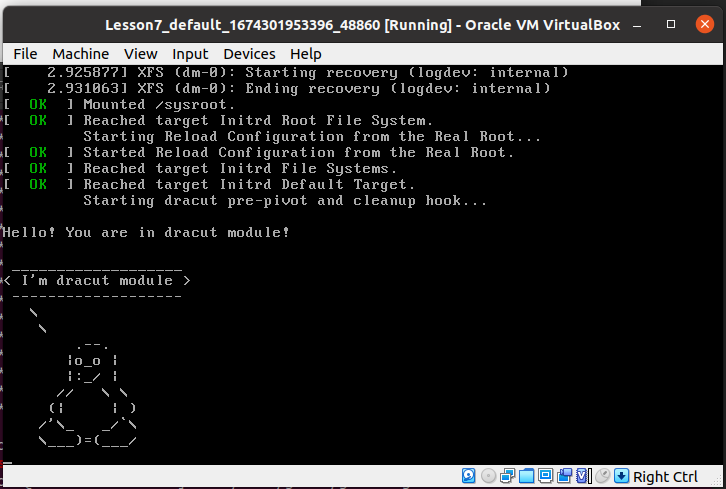 Lesson7_default_1674301953396_48860 [Running] - Oracle VM VirtualBox
File Machine View Input Devices Help
[    2.925877] XFS (dm-0): Starting recovery (logdev: internal)
[    2.931063] XFS (dm-0): Ending recovery (logdev: internal)
[  OK  ] Mounted /sysroot.
[  OK  ] Reached target Initrd Root File System.
         Starting Reload Configuration from the Real Root...
[  OK  ] Started Reload Configuration from the Real Root.
[  OK  ] Reached target Initrd File Systems.
[  OK  ] Reached target Initrd Default Target.
         Starting dracut pre-pivot and cleanup hook...
Hello! You are in dracut module!
 ___________________
< I'm dracut module >
 -------------------
   \
    \
        .--.
       |o_o |
       |:_/ |
      //   \ \
     (|     | )
    /'\_   _/`\
    \___)=(___/
_
Right Ctrl